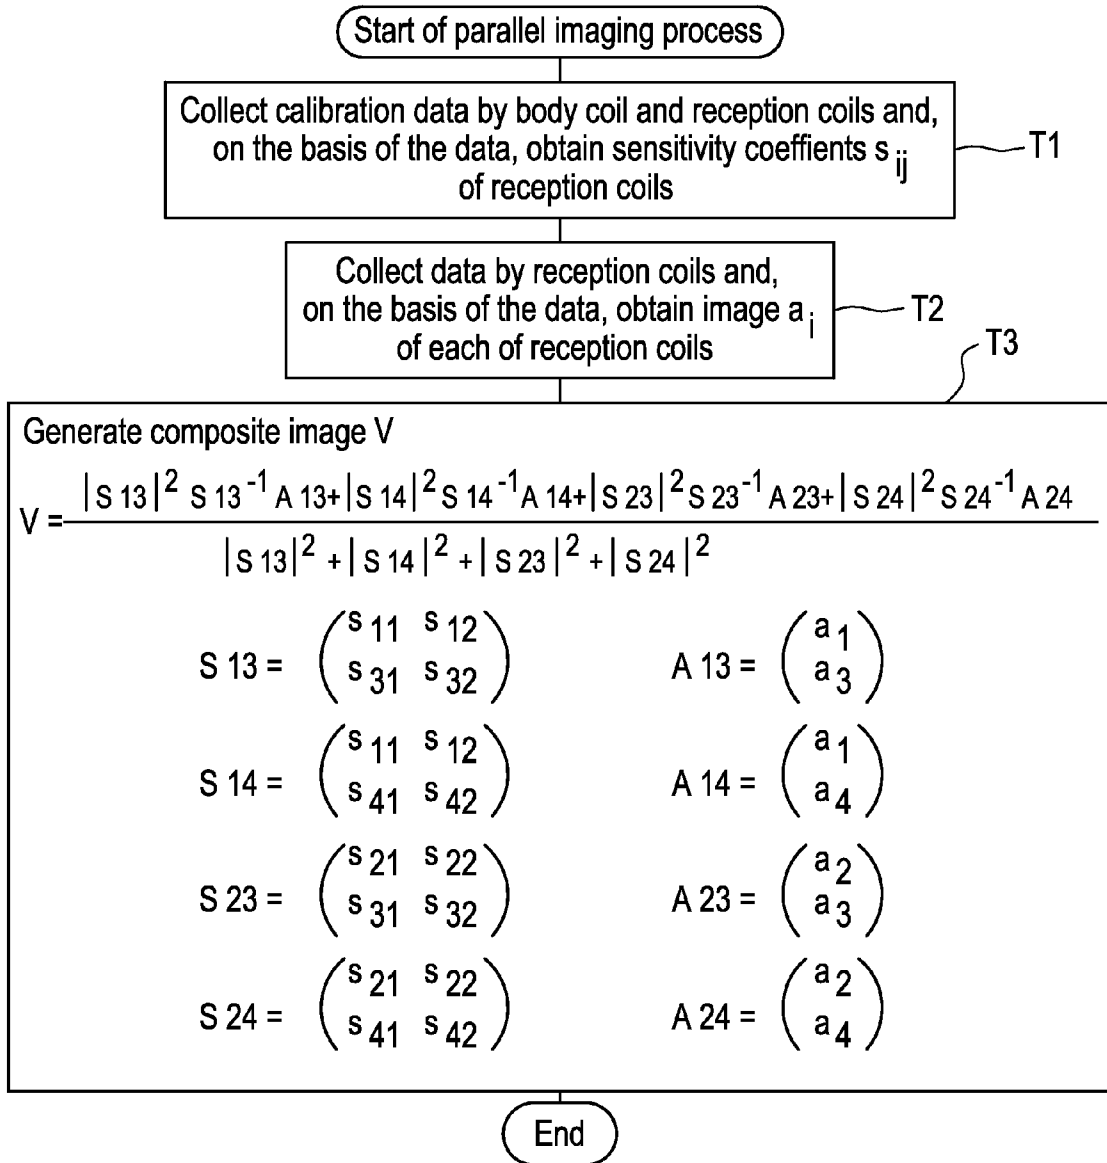 Start of parallel imaging process
Collect calibration data by body coil and reception coils and,
on the basis of the data, obtain sensitivity coeffients s ij
of reception coils
T1
Collect data by reception coils and,
on the basis of the data, obtain image a i
of each of reception coils
T2
T3
Generate composite image V
V = |S 13|^2 S 13^-1 A 13+|S 14|^2 S 14^-1 A 14+|S 23|^2 S 23^-1 A 23+|S 24|^2 S 24^-1 A 24
|S 13|^2 + |S 14|^2 + |S 23|^2 + |S 24|^2
S 13 = ( s 11 s 12
s 31 s 32 )
A 13 = ( a 1
a 3 )
S 14 = ( s 11 s 12
s 41 s 42 )
A 14 = ( a 1
a 4 )
S 23 = ( s 21 s 22
s 31 s 32 )
A 23 = ( a 2
a 3 )
S 24 = ( s 21 s 22
s 41 s 42 )
A 24 = ( a 2
a 4 )
End